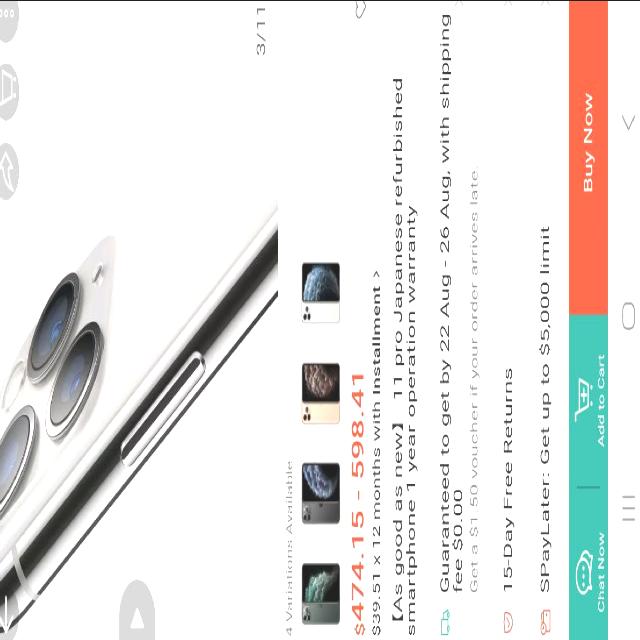 3/11
4 Variations Available
$474.15 - 598.41
$39.51 x 12 months with Installment >
【As good as new】 11 pro Japanese refurbished
smartphone 1 year operation warranty
Guaranteed to get by 22 Aug - 26 Aug, with shipping
fee $0.00
Get a $1.50 voucher if your order arrives late.
15-Day Free Returns
SPayLater: Get up to $5,000 limit
Chat Now
Add to Cart
Buy Now